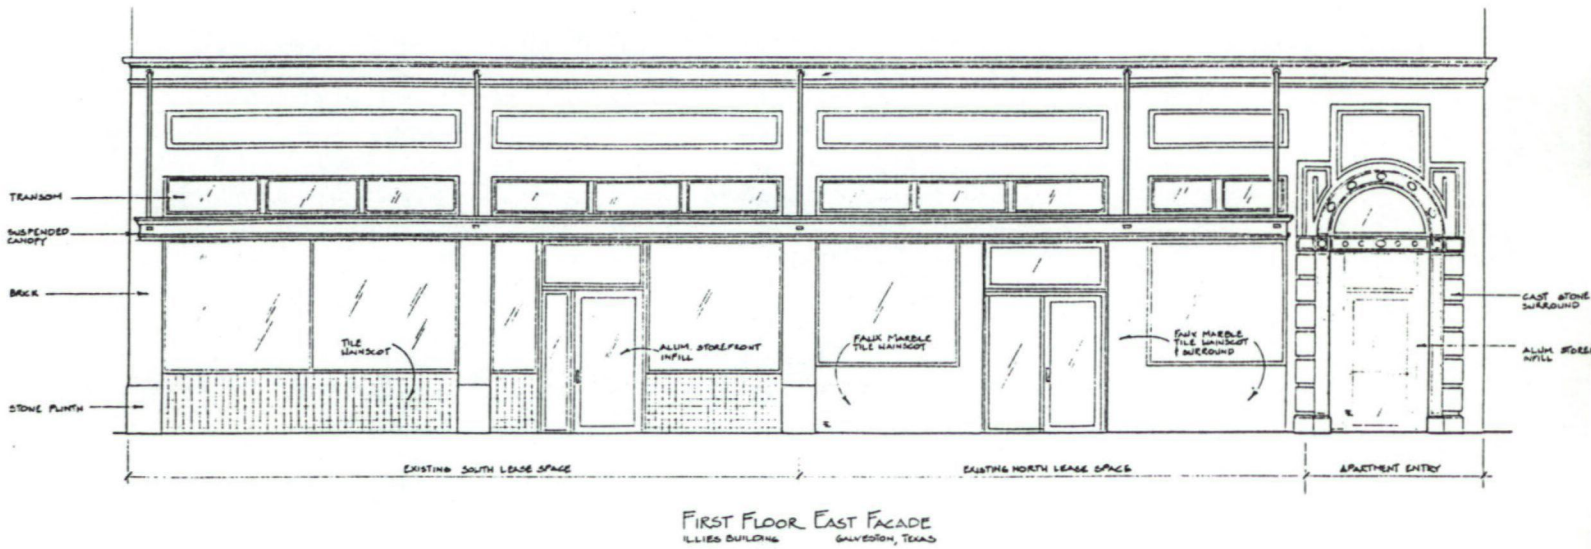 TRANSOM
SUSPENDED
CANOPY
BRICK
STONE PLINTH
TILE
WAINSCOT
ALUM. STOREFRONT
INFILL
FAUX MARBLE
TILE WAINSCOT
FAUX MARBLE
TILE WAINSCOT
SURROUND
CAST STONE
SURROUND
ALUM. STORE
INFILL
EXISTING SOUTH LEASE SPACE
EXISTING NORTH LEASE SPACE
APARTMENT ENTRY
FIRST FLOOR EAST FACADE
ILLIES BUILDING GALVESTON, TEXAS